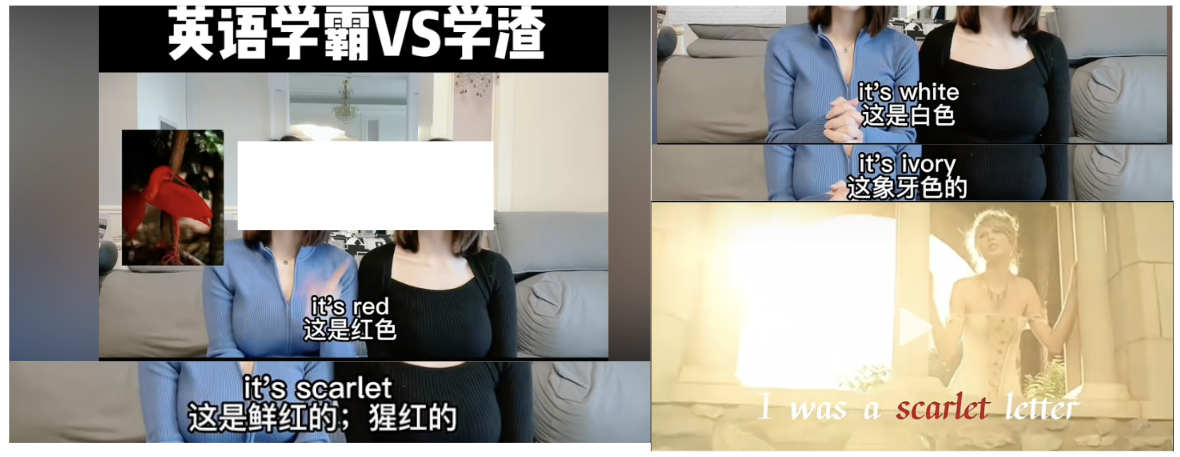 英语学霸VS学渣
it's red
这是红色
it's scarlet
这是鲜红的；猩红的
it's white
这是白色
it's ivory
这象牙色的
I was a scarlet letter